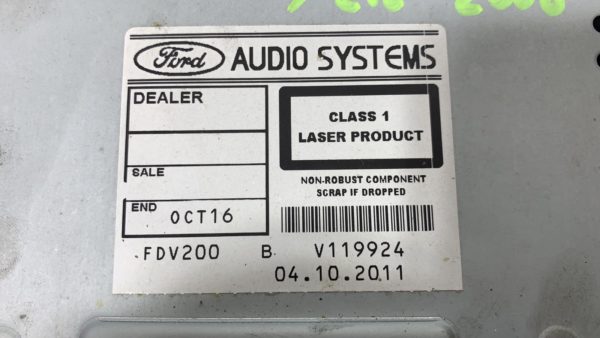 Ford AUDIO SYSTEMS
DEALER
CLASS 1
LASER PRODUCT
SALE
NON-ROBUST COMPONENT
SCRAP IF DROPPED
END OCT16
FDV200 B V119924
04.10.2011